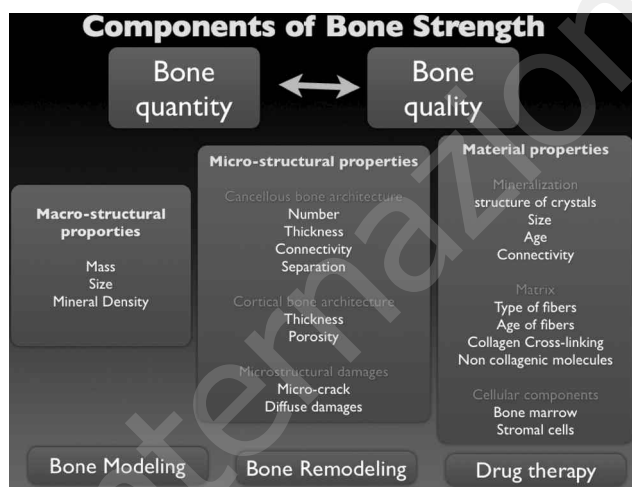 Components of Bone Strength
Bone
quantity
Bone
quality
Macro-structural
proporties
Mass
Size
Mineral Density
Micro-structural properties
Cancellous bone architecture
Number
Thickness
Connectivity
Separation
Cortical bone architecture
Thickness
Porosity
Microstructural damages
Micro-crack
Diffuse damages
Material properties
Mineralization
structure of crystals
Size
Age
Connectivity
Matrix
Type of fibers
Age of fibers
Collagen Cross-linking
Non collagenic molecules
Cellular components
Bone marrow
Stromal cells
Bone Modeling
Bone Remodeling
Drug therapy